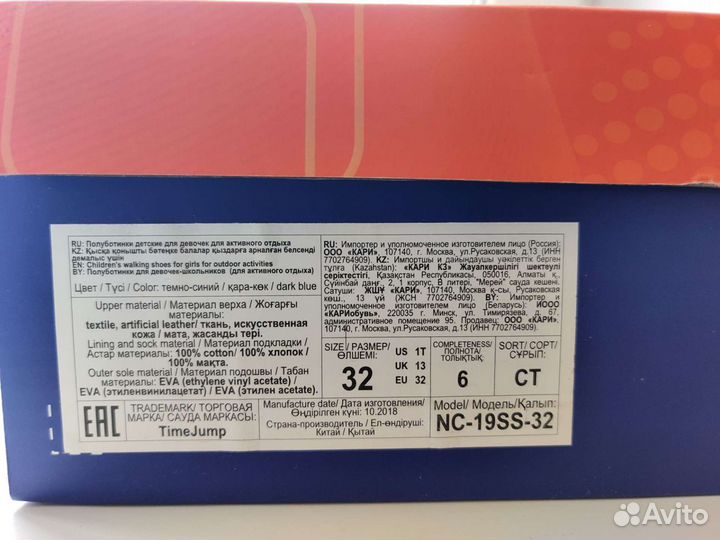 RU: Полуботинки детские для девочек для активного отдыха
KZ: Қысқа қонышты бәтеңке балалар қыздарға арналған белсенді
демалыс үшін
EN: Children's walking shoes for girls for outdoor activities
BY: Полуботинки для девочек-школьников (для активного отдыха)
Цвет / Түсі / Color: темно-синий / қара-көк / dark blue
Upper material / Материал верха / Жоғарғы
материалы:
textile, artificial leather/ ткань, искусственная
кожа / мата, жасанды тері.
Lining and sock material / Материал подкладки /
Астар материалы: 100% cotton/ 100% хлопок /
100% мақта.
Outer sole material / Материал подошвы / Табан
материалы: EVA (ethylene vinyl acetate) /
EVA (этиленвинилацетат) / EVA (этилен ацетат).
RU: Импортер и уполномоченное изготовителем лицо (Россия):
ООО «КАРИ», 107140, г. Москва, ул.Русаковская, д.13 (ИНН
7702764909). KZ: Импортшы и дайындаушы уәкілеттік берген
тұлға (Kazakhstan): «КАРИ КЗ» Жауапкершілігі шектеулі
серіктестігі, Қазақстан Республикасы, 050016, Алматы қ.,
Суйінбай даң., 2, 1 корпус, В литері, "Мерей" сауда кешені.
Сатушы: ЖШҚ «КАРИ», 107140, Москва к-сы, Русаковская
көшесі, 13 үй (ЖСН 7702764909). BY: Импортер и
уполномоченное изготовителем лицо (Беларусь): ИООО
«КАРИобувь», 220035 г. Минск, ул. Тимирязева, д. 67,
административное помещение 95. Продавец: ООО «КАРИ»,
107140, г. Москва, ул.Русаковская, д.13 (ИНН 7702764909).
SIZE / РАЗМЕР/
ӨЛШЕМІ:
32
US 1T
UK 13
EU 32
COMPLETENESS/
ПОЛНОТА/
ТОЛЫҚТЫҚ:
6
SORT/ СОРТ/
СҰРЫП:
СТ
EAC
TRADEMARK/ ТОРГОВАЯ
МАРКА/ САУДА МАРКАСЫ:
TimeJump
Manufacture date/ Дата изготовления/
Өндірілген күні: 10.2018
Страна-производитель / Ел-өндіруші:
Китай / Қытай
Model/ Модель/Қалып:
NC-19SS-32
Avito